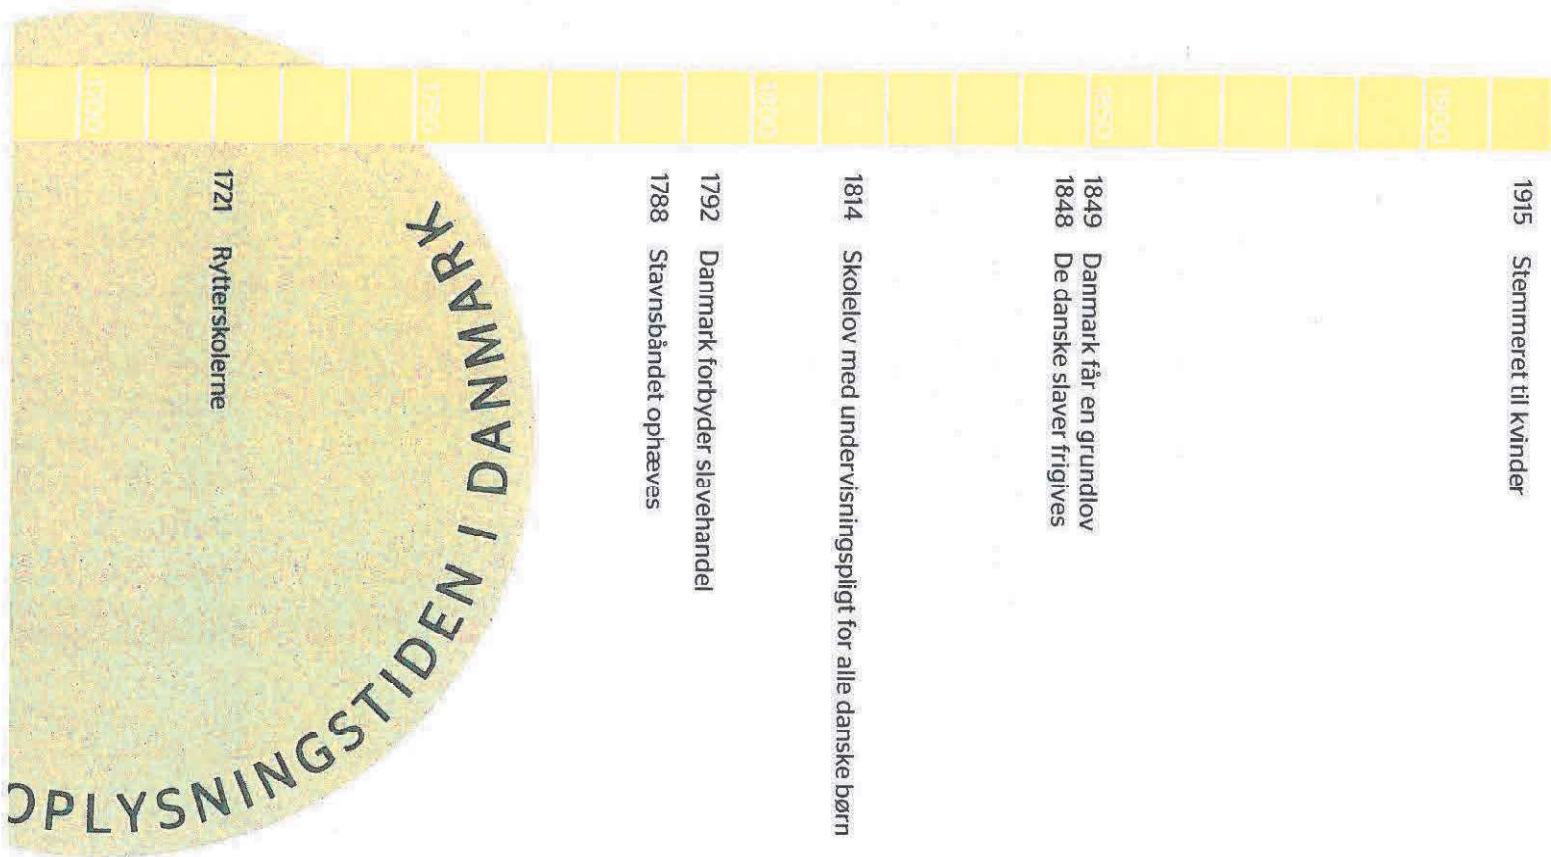 1900
1850
1800
1750
1700
1915 Stemmeret til kvinder
1849 Danmark får en grundlov
1848 De danske slaver frigives
1814 Skolelov med undervisningspligt for alle danske børn
1792 Danmark forbyder slavehandel
1788 Stavnsbåndet ophæves
1721 Rytterskolerne
OPLYSNINGSTIDEN I DANMARK